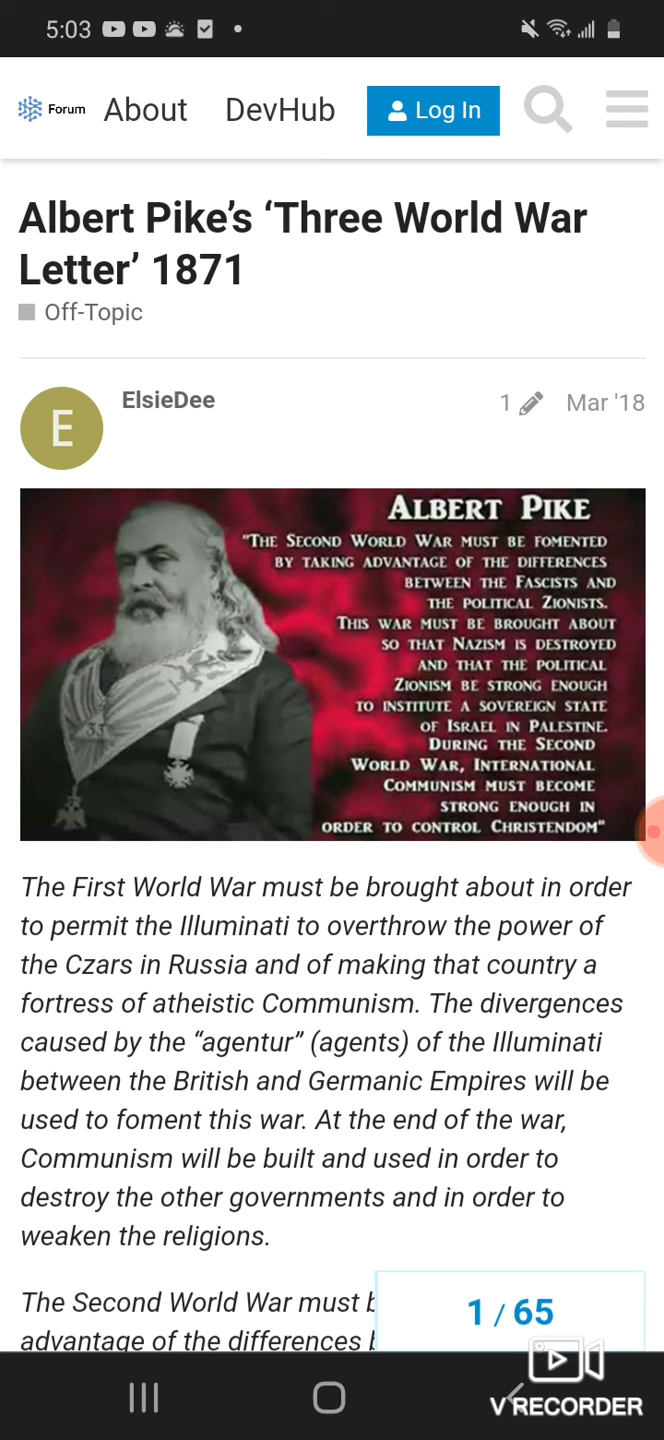 5:03
Forum About DevHub Log In
Albert Pike's 'Three World War
Letter' 1871
Off-Topic
E
ElsieDee
1 Mar '18
ALBERT PIKE
"THE SECOND WORLD WAR MUST BE FOMENTED
BY TAKING ADVANTAGE OF THE DIFFERENCES
BETWEEN THE FASCISTS AND
THE POLITICAL ZIONISTS.
THIS WAR MUST BE BROUGHT ABOUT
SO THAT NAZISM IS DESTROYED
AND THAT THE POLITICAL
ZIONISM BE STRONG ENOUGH
TO INSTITUTE A SOVEREIGN STATE
OF ISRAEL IN PALESTINE.
DURING THE SECOND
WORLD WAR, INTERNATIONAL
COMMUNISM MUST BECOME
STRONG ENOUGH IN
ORDER TO CONTROL CHRISTENDOM"
33
The First World War must be brought about in order
to permit the Illuminati to overthrow the power of
the Czars in Russia and of making that country a
fortress of atheistic Communism. The divergences
caused by the “agentur” (agents) of the Illuminati
between the British and Germanic Empires will be
used to foment this war. At the end of the war,
Communism will be built and used in order to
destroy the other governments and in order to
weaken the religions.
The Second World War must
advantage of the differences
1 / 65
V RECORDER